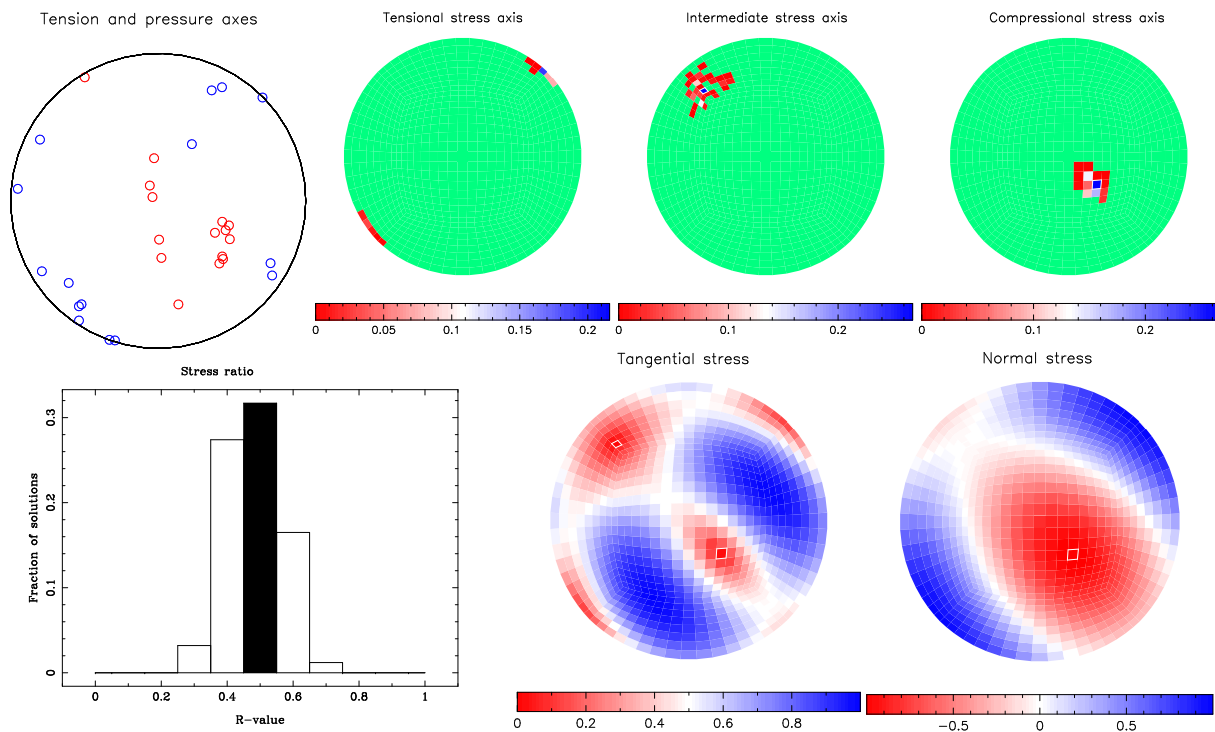 Tension and pressure axes
Tensional stress axis
Intermediate stress axis
Compressional stress axis
0 0.05 0.1 0.15 0.2
0 0.1 0.2
0 0.1 0.2
Stress ratio
Tangential stress
Normal stress
Fraction of solutions
0.3
0.2
0.1
0
0 0.2 0.4 0.6 0.8 1
R-value
0 0.2 0.4 0.6 0.8
−0.5 0 0.5